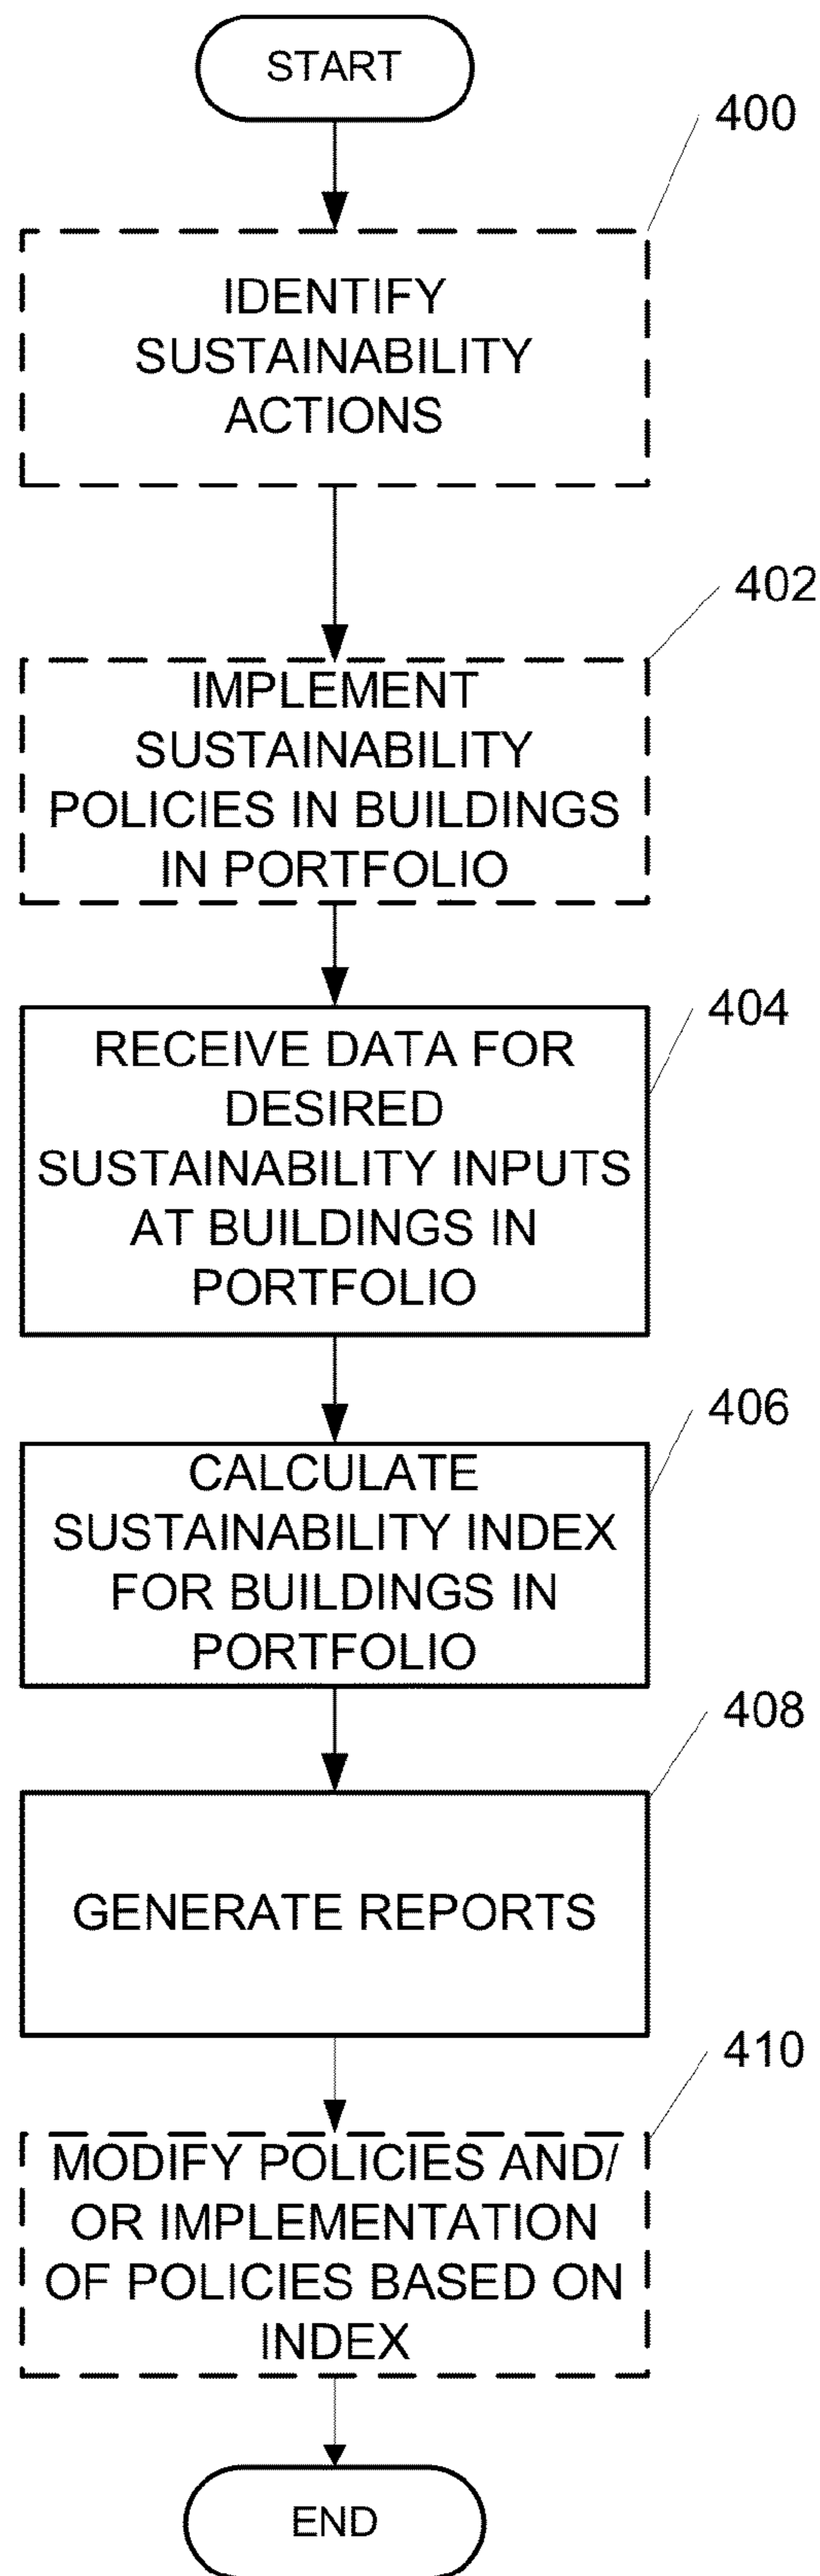 START
400
IDENTIFY
SUSTAINABILITY
ACTIONS
402
IMPLEMENT
SUSTAINABILITY
POLICIES IN BUILDINGS
IN PORTFOLIO
404
RECEIVE DATA FOR
DESIRED
SUSTAINABILITY INPUTS
AT BUILDINGS IN
PORTFOLIO
406
CALCULATE
SUSTAINABILITY INDEX
FOR BUILDINGS IN
PORTFOLIO
408
GENERATE REPORTS
410
MODIFY POLICIES AND/
OR IMPLEMENTATION
OF POLICIES BASED ON
INDEX
END